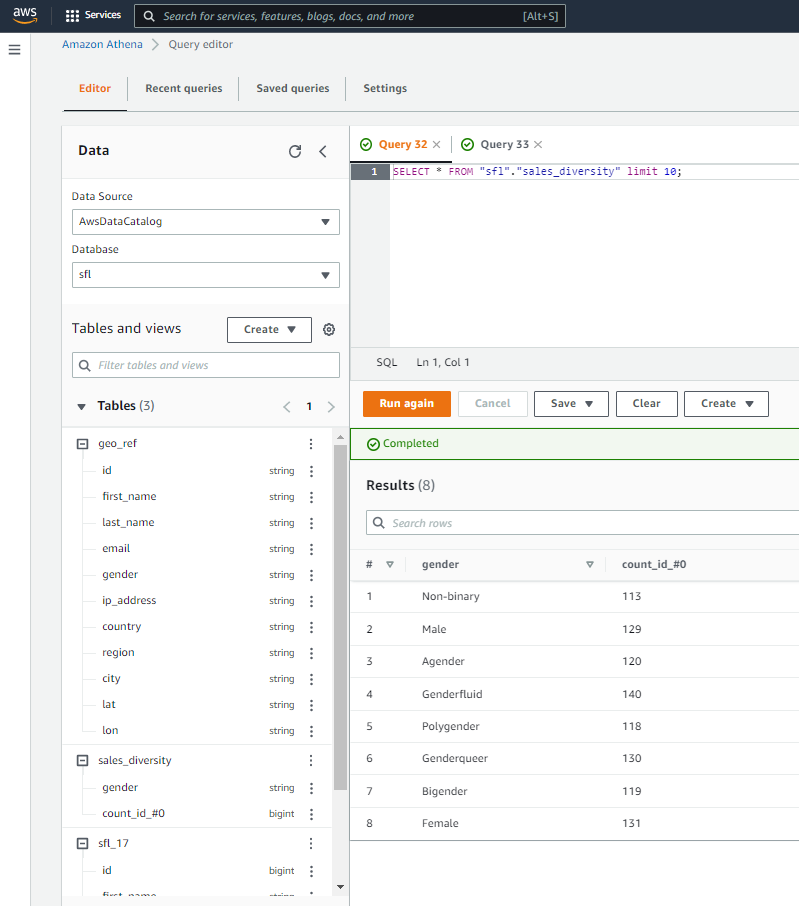 aws
Services
Search for services, features, blogs, docs, and more [Alt+S]
Amazon Athena Query editor
Editor Recent queries Saved queries Settings
Data
Data Source
AwsDataCatalog
Database
sfl
Tables and views Create
Filter tables and views
Tables (3) 1
geo_ref
id string
first_name string
last_name string
email string
gender string
ip_address string
country string
region string
city string
lat string
lon string
sales_diversity
gender string
count_id_#0 bigint
sfl_17
id bigint
first_name string
Query 32 Query 33
1 SELECT * FROM "sfl"."sales_diversity" limit 10;
SQL Ln 1, Col 1
Run again Cancel Save Clear Create
Completed
Results (8)
Search rows
# gender count_id_#0
1 Non-binary 113
2 Male 129
3 Agender 120
4 Genderfluid 140
5 Polygender 118
6 Genderqueer 130
7 Bigender 119
8 Female 131